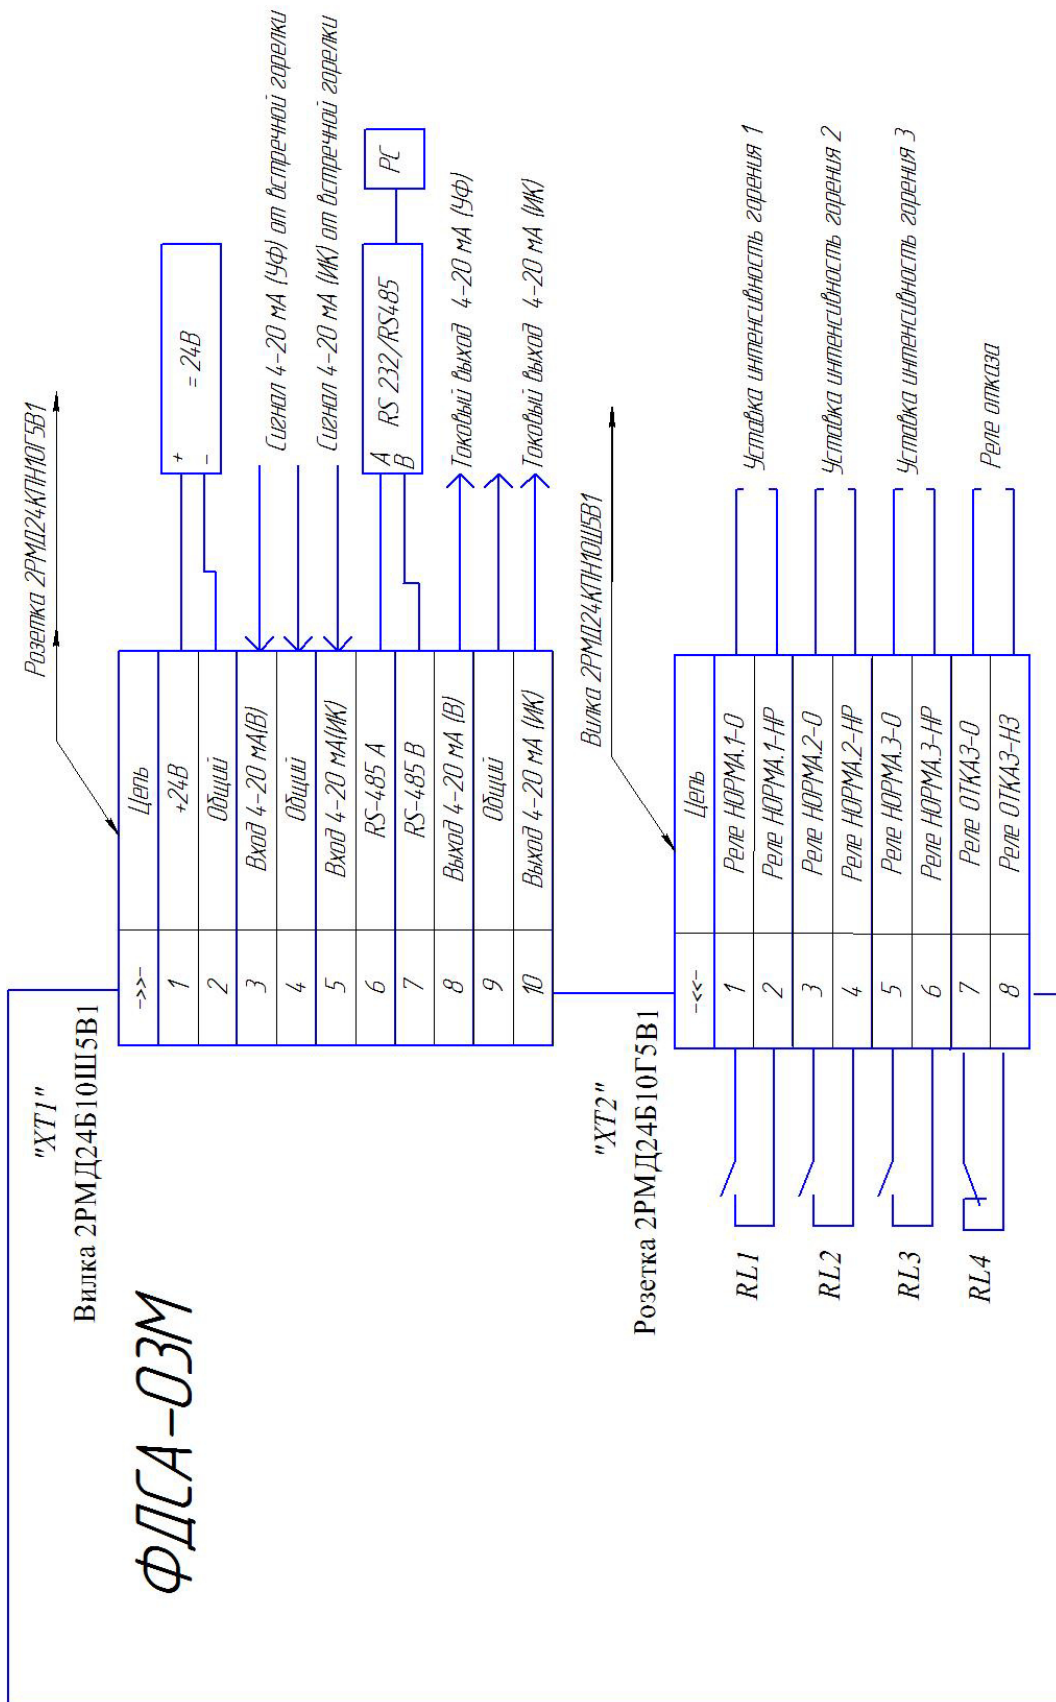 ФДСА-03М
"XT1"
Вилка 2РМД24Б10Ш5В1
Розетка 2РМД24КПН10Г5В1
->>- Цепь
1 +24В
2 Общий
3 Вход 4-20 мА(В)
4 Общий
5 Вход 4-20 мА(ИК)
6 RS-485 А
7 RS-485 В
8 Выход 4-20 мА (В)
9 Общий
10 Выход 4-20 мА (ИК)
+
-
= 24В
Сигнал 4-20 мА (УФ) от встречной горелки
Сигнал 4-20 мА (ИК) от встречной горелки
А
В
RS 232/RS485
PC
Токовый выход 4-20 мА (УФ)
Токовый выход 4-20 мА (ИК)
"XT2"
Розетка 2РМД24Б10Г5В1
Вилка 2РМД24КПН10Ш5В1
-<<- Цепь
1 Реле НОРМА.1-О
2 Реле НОРМА.1-НР
3 Реле НОРМА.2-О
4 Реле НОРМА.2-НР
5 Реле НОРМА.3-О
6 Реле НОРМА.3-НР
7 Реле ОТКАЗ-О
8 Реле ОТКАЗ-НЗ
RL1
RL2
RL3
RL4
Уставка интенсивность горения 1
Уставка интенсивность горения 2
Уставка интенсивность горения 3
Реле отказа